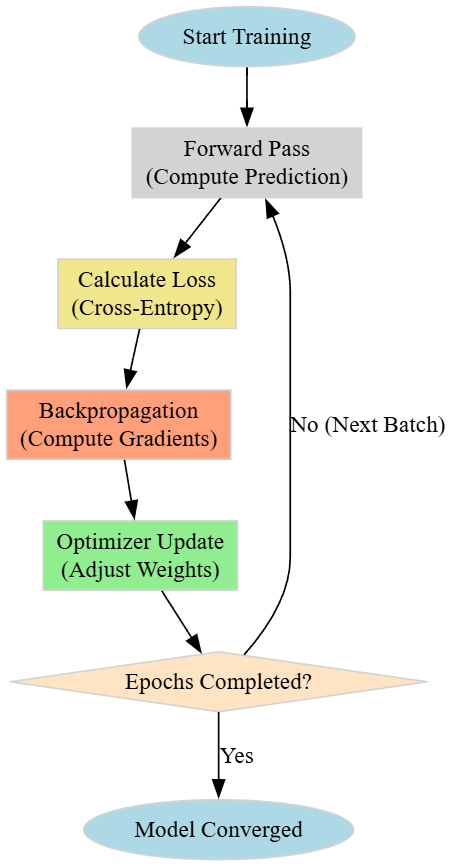 Start Training
Forward Pass
(Compute Prediction)
Calculate Loss
(Cross-Entropy)
Backpropagation
(Compute Gradients)
No (Next Batch)
Optimizer Update
(Adjust Weights)
Epochs Completed?
Yes
Model Converged